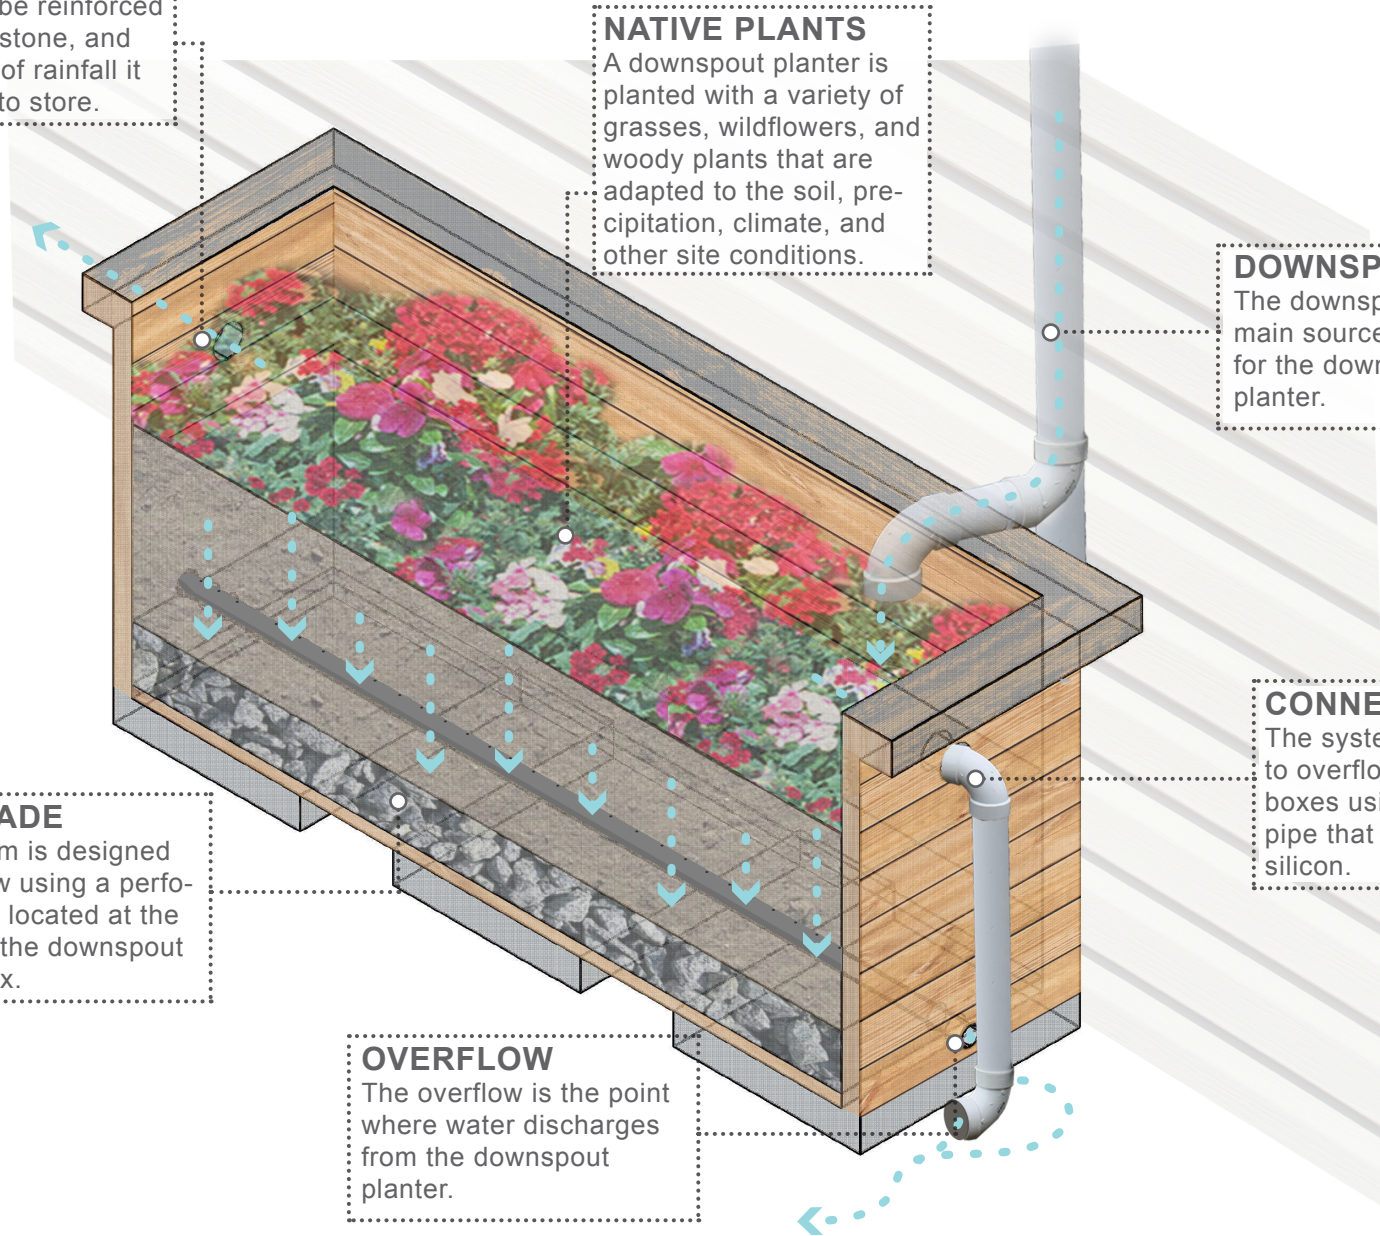 be reinforced
stone, and
of rainfall it
to store.
NATIVE PLANTS
A downspout planter is
planted with a variety of
grasses, wildflowers, and
woody plants that are
adapted to the soil, pre-
cipitation, climate, and
other site conditions.
DOWNSP
The downsp
main source
for the down
planter.
CONNE
The syste
to overflo
boxes usi
pipe that
silicon.
ADE
m is designed
w using a perfo-
located at the
the downspout
x.
OVERFLOW
The overflow is the point
where water discharges
from the downspout
planter.